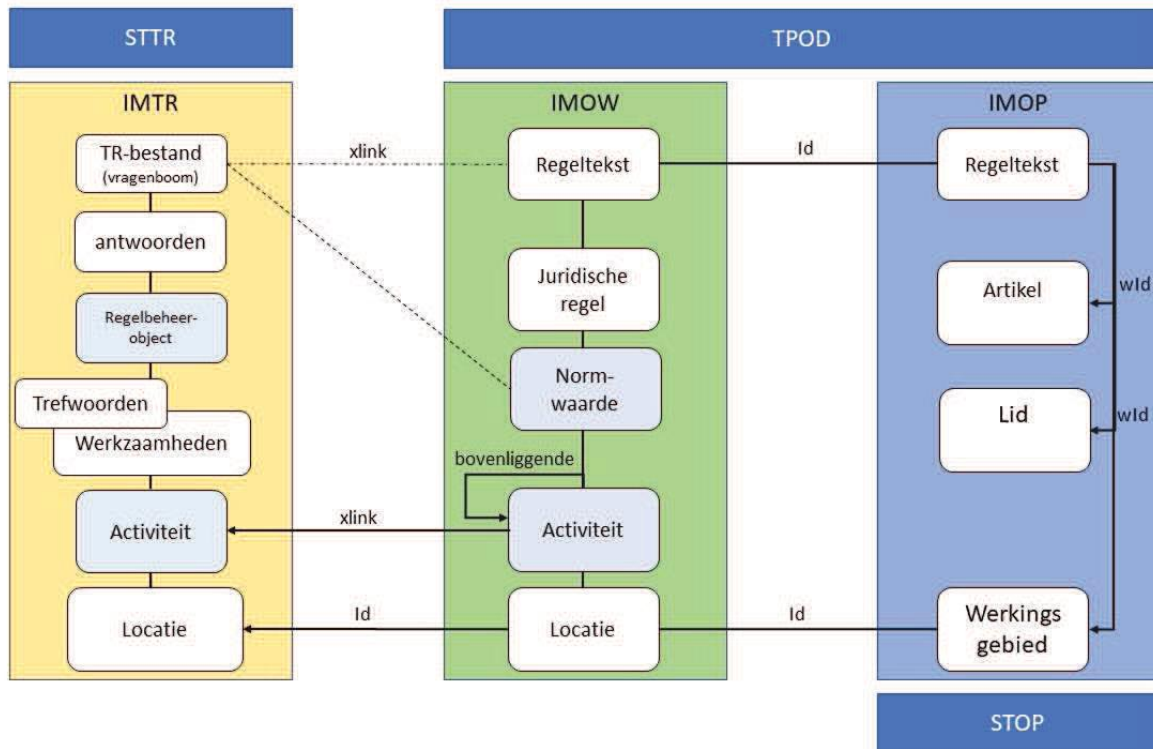 STTR
TPOD
IMTR
IMOW
IMOP
TR-bestand
(vragenboom)
xlink
Regeltekst
Id
Regeltekst
antwoorden
Juridische
regel
Artikel
wId
Regelbeheer-
object
Norm-
waarde
Trefwoorden
Werkzaamheden
Lid
wId
bovenliggende
Activiteit
xlink
Activiteit
Locatie
Id
Locatie
Id
Werkings
gebied
STOP